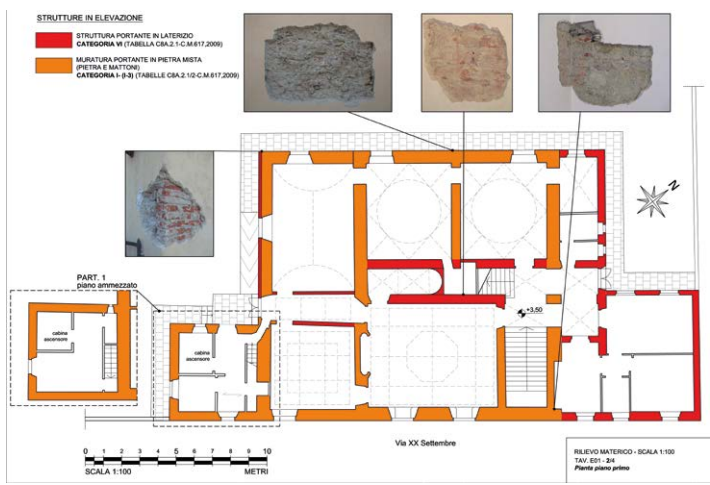 STRUTTURE IN ELEVAZIONE
STRUTTURA PORTANTE IN LATERIZIO
CATEGORIA VI (TABELLA C8A.2.1-C.M.617,2009)
MURATURA PORTANTE IN PIETRA MISTA
(PIETRA E MATTONI)
CATEGORIA I- (I-3) (TABELLE C8A.2.1/2-C.M.617,2009)
N
PART. 1
piano ammezzato
+3,50
cabina
ascensore
cabina
ascensore
Via XX Settembre
0 1 2 3 4 5 6 7 8 9 10
SCALA 1:100 METRI
RILIEVO MATERICO - SCALA 1:100
TAV. E01 - 2/4
Pianta piano primo